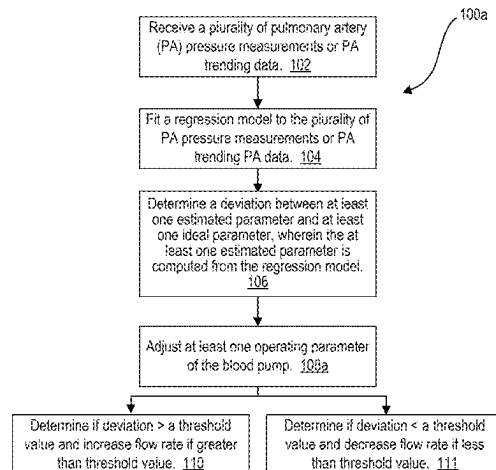 100a
Receive a plurality of pulmonary artery
(PA) pressure measurements or PA
trending data. 102
Fit a regression model to the plurality of
PA pressure measurements or PA
trending PA data. 104
Determine a deviation between at least
one estimated parameter and at least
one ideal parameter, wherein the at
least one estimated parameter is
computed from the regression model.
106
Adjust at least one operating parameter
of the blood pump. 108a
Determine if deviation > a threshold
value and increase flow rate if greater
than threshold value. 110
Determine if deviation < a threshold
value and decrease flow rate if less
than threshold value. 111